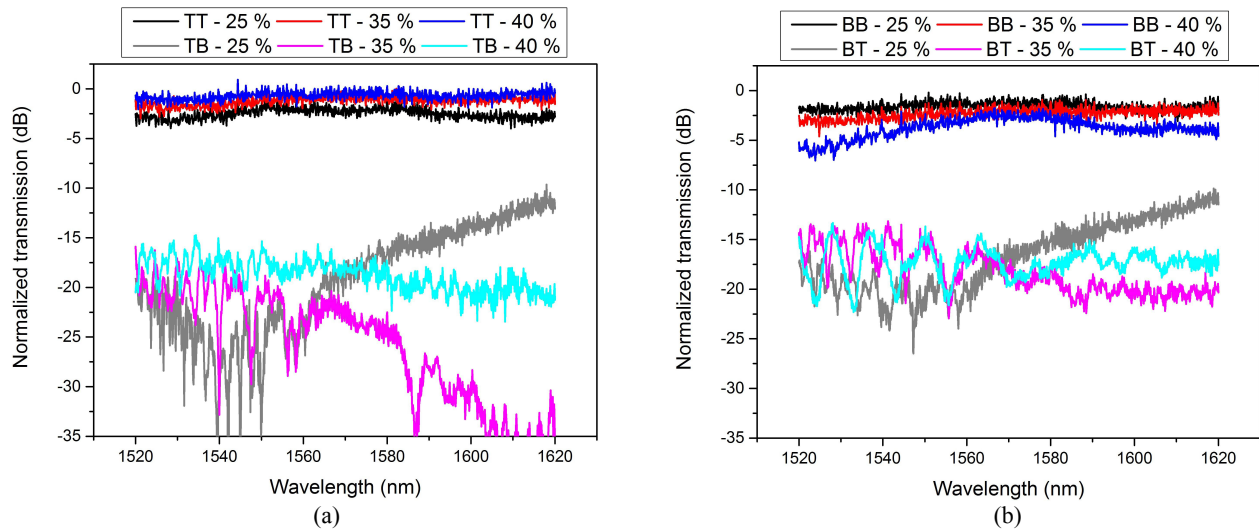 TT - 25 % TT - 35 % TT - 40 %
TB - 25 % TB - 35 % TB - 40 %
Normalized transmission (dB)
0
-5
-10
-15
-20
-25
-30
-35
1520 1540 1560 1580 1600 1620
Wavelength (nm)
(a)
BB - 25 % BB - 35 % BB - 40 %
BT - 25 % BT - 35 % BT - 40 %
Normalized transmission (dB)
0
-5
-10
-15
-20
-25
-30
-35
1520 1540 1560 1580 1600 1620
Wavelength (nm)
(b)